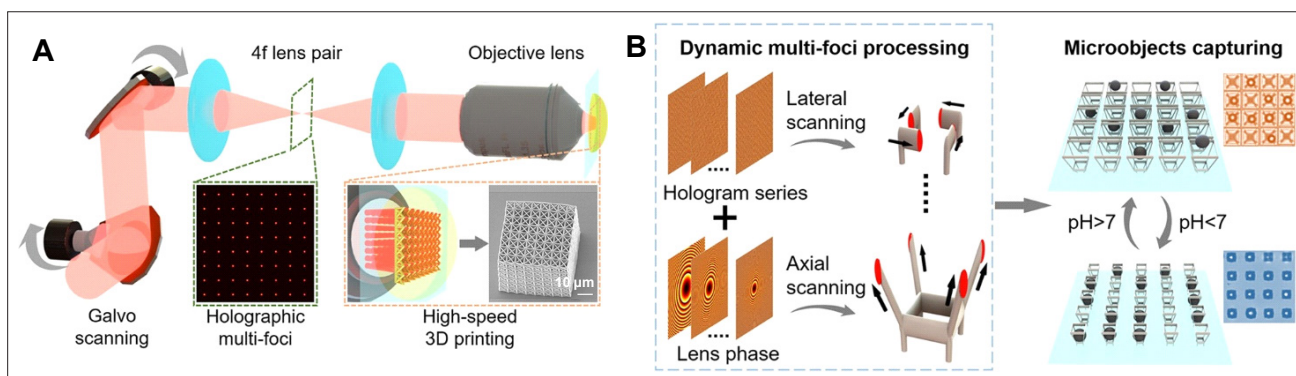 A
4f lens pair
Objective lens
Galvo
scanning
Holographic
multi-foci
10 μm
High-speed
3D printing
B
Dynamic multi-foci processing
Lateral
scanning
....
Hologram series
+
Axial
scanning
....
Lens phase
Microobjects capturing
pH>7
pH<7